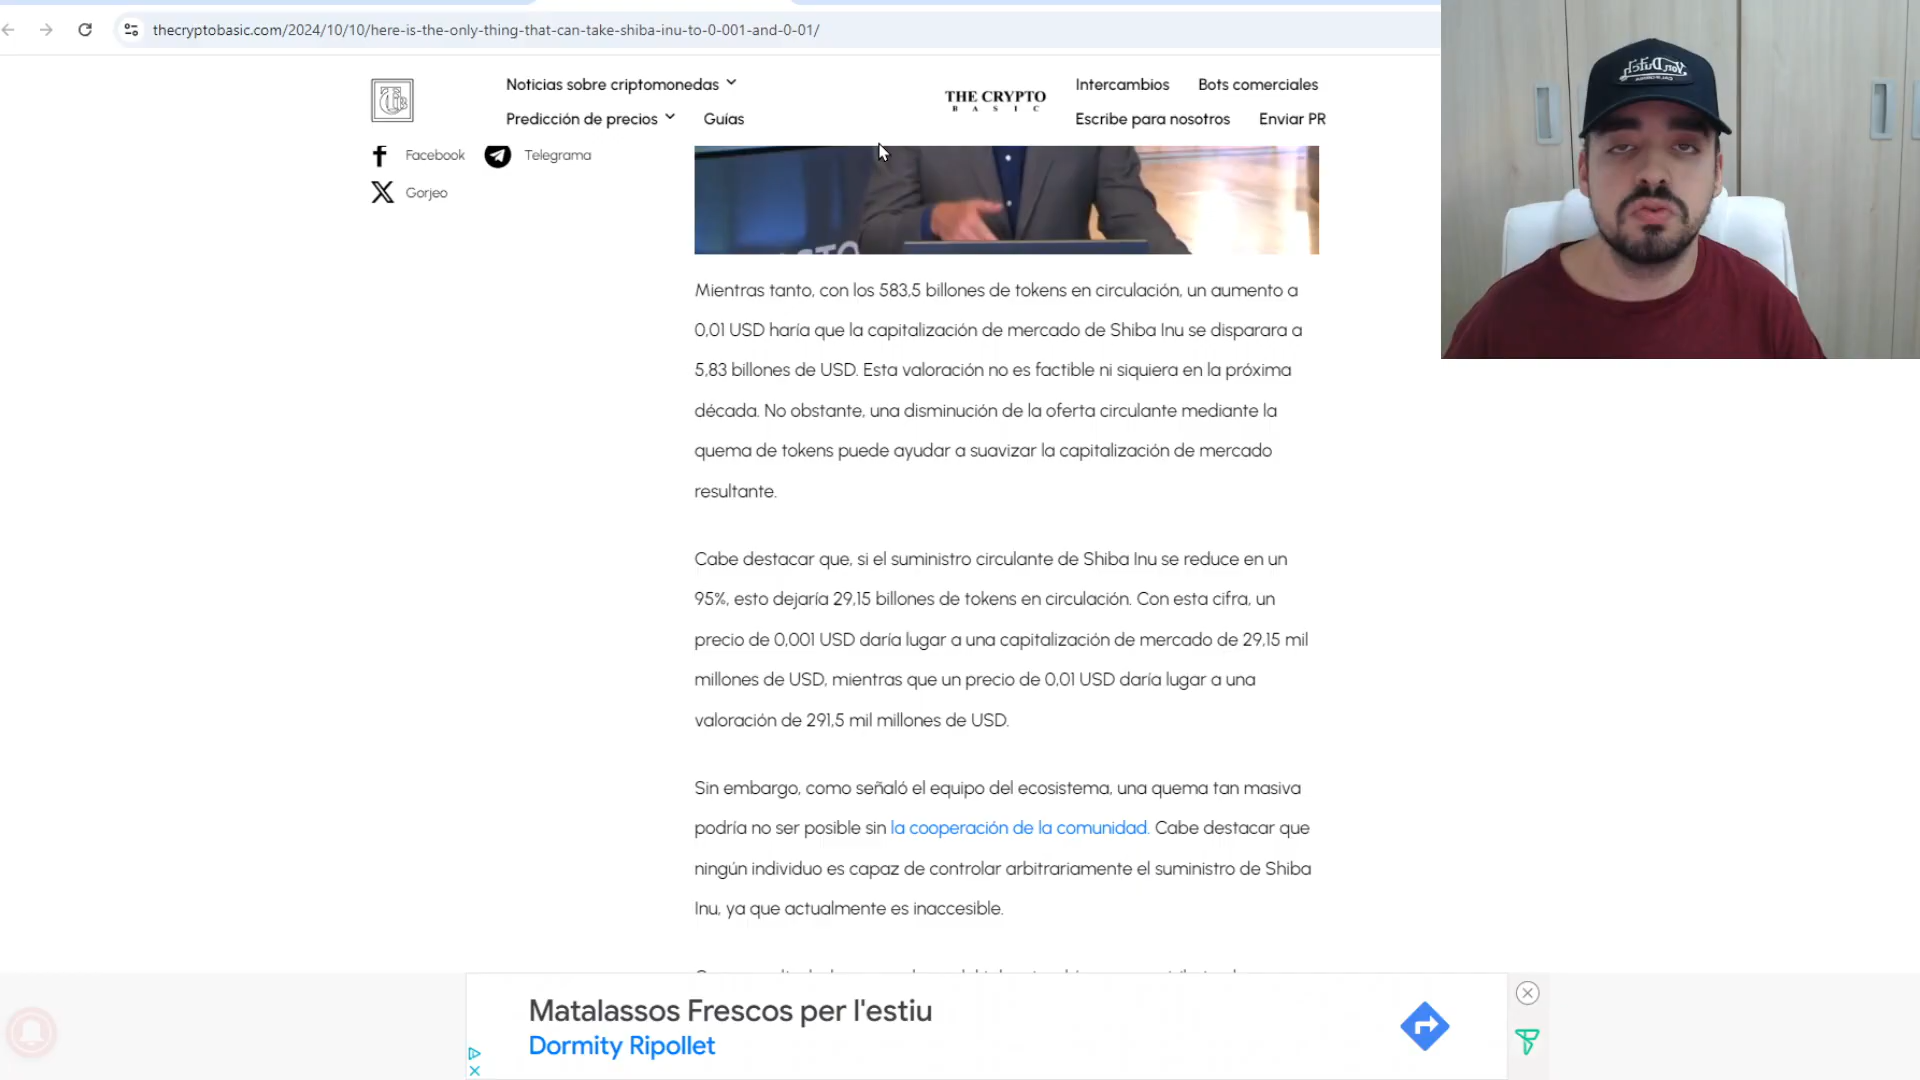 thecryptobasic.com/2024/10/10/here-is-the-only-thing-that-can-take-shiba-inu-to-0-001-and-0-01/
Noticias sobre criptomonedas
Predicción de precios
Guías
THE CRYPTO
BASIC
Intercambios
Bots comerciales
Escribe para nosotros
Enviar PR
Facebook
Telegrama
Gorjeo
Mientras tanto, con los 583,5 billones de tokens en circulación, un aumento a
0,01 USD haría que la capitalización de mercado de Shiba Inu se disparara a
5,83 billones de USD. Esta valoración no es factible ni siquiera en la próxima
década. No obstante, una disminución de la oferta circulante mediante la
quema de tokens puede ayudar a suavizar la capitalización de mercado
resultante.
Cabe destacar que, si el suministro circulante de Shiba Inu se reduce en un
95%, esto dejaría 29,15 billones de tokens en circulación. Con esta cifra, un
precio de 0,001 USD daría lugar a una capitalización de mercado de 29,15 mil
millones de USD, mientras que un precio de 0,01 USD daría lugar a una
valoración de 291,5 mil millones de USD.
Sin embargo, como señaló el equipo del ecosistema, una quema tan masiva
podría no ser posible sin la cooperación de la comunidad. Cabe destacar que
ningún individuo es capaz de controlar arbitrariamente el suministro de Shiba
Inu, ya que actualmente es inaccesible.
Matalassos Frescos per l'estiu
Dormity Ripollet
Von Dutch